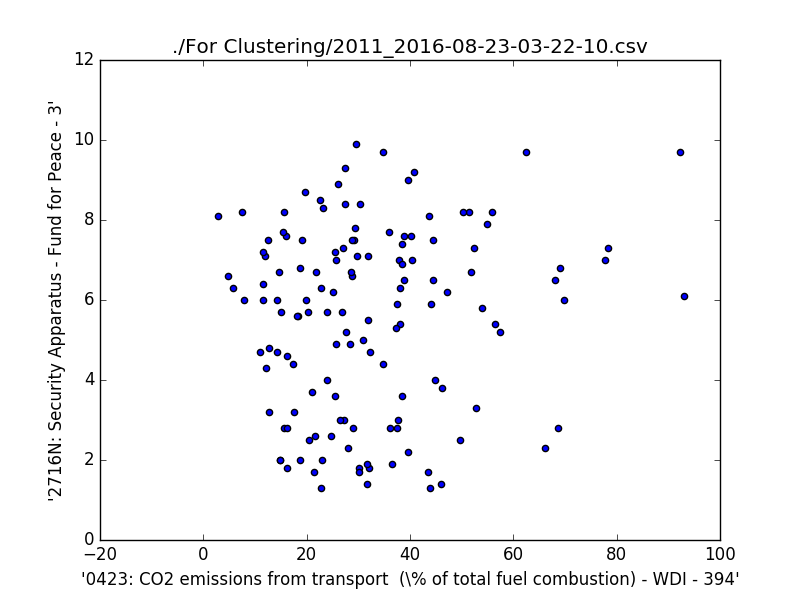 ./For Clustering/2011_2016-08-23-03-22-10.csv
12
10
8
6
4
2
0
'2716N: Security Apparatus - Fund for Peace - 3'
−20 0 20 40 60 80 100
'0423: CO2 emissions from transport  (\% of total fuel combustion) - WDI - 394'